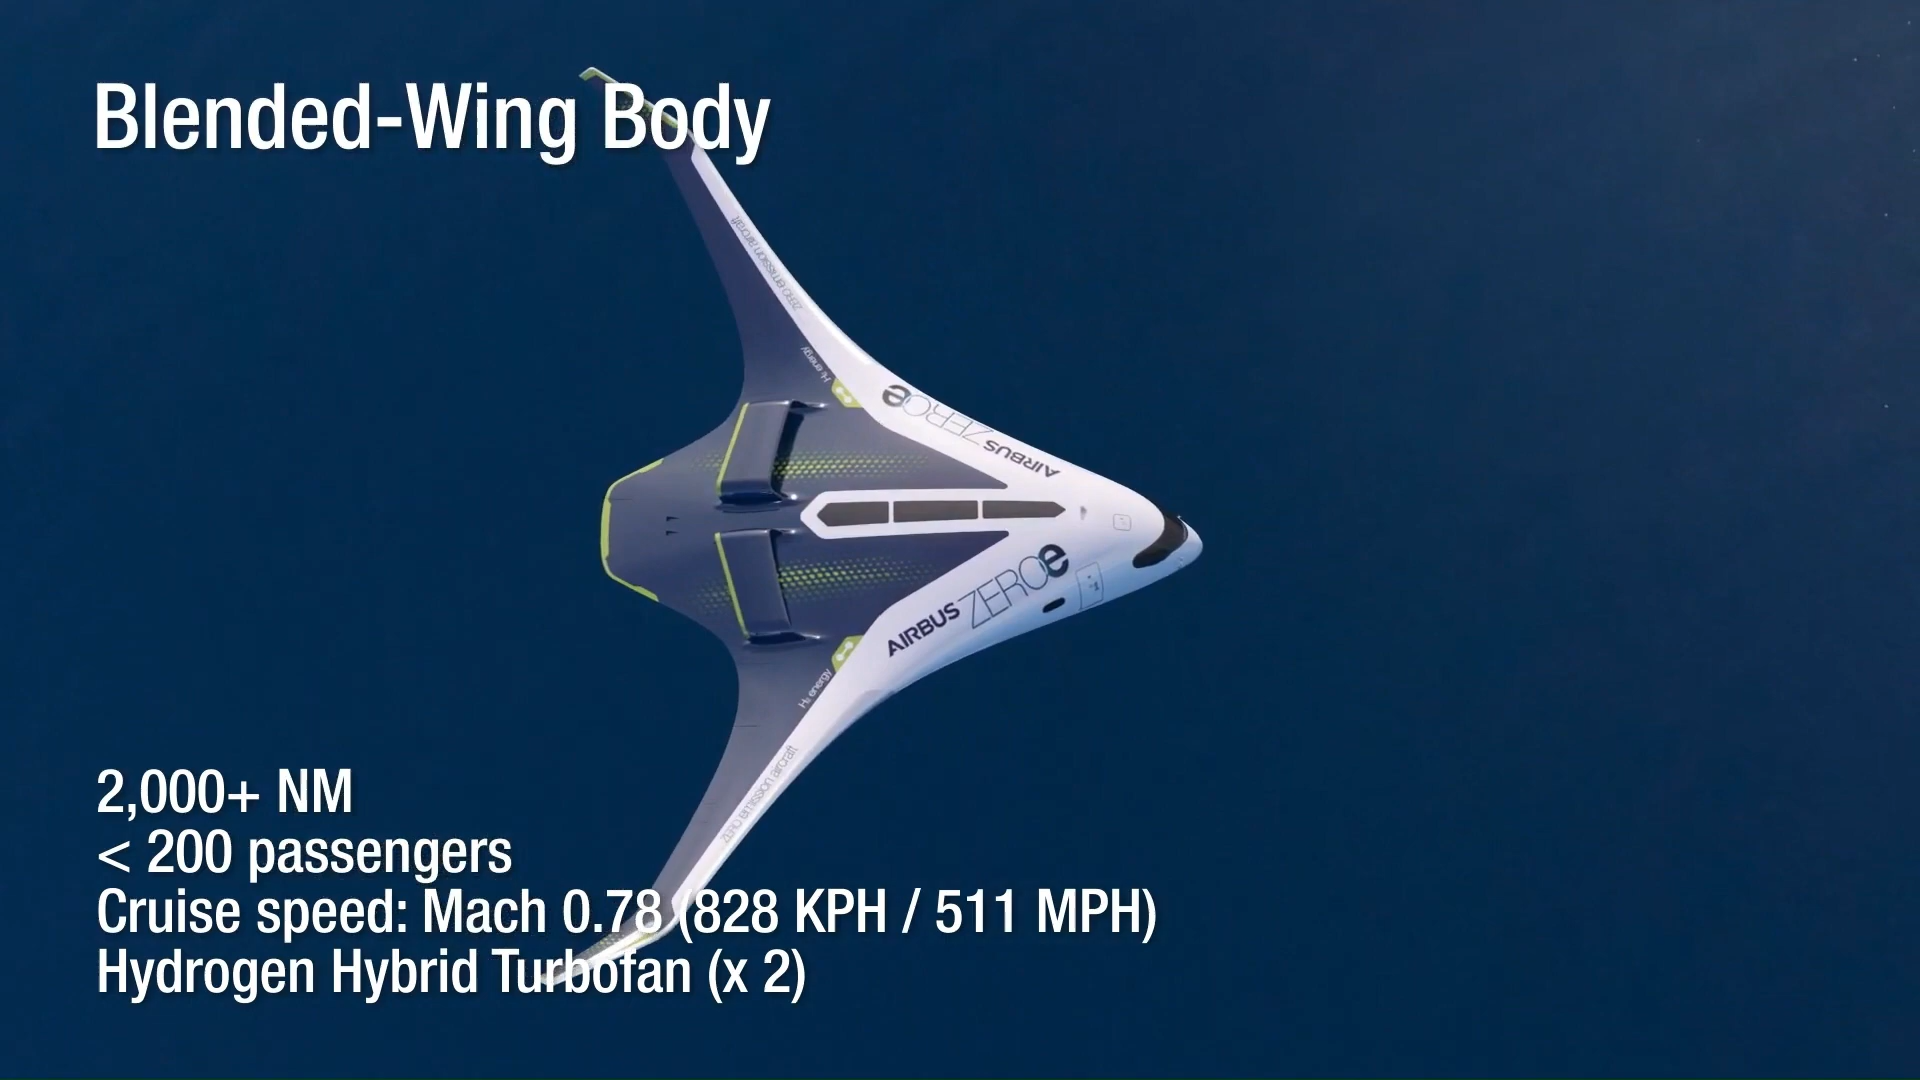 Blended-Wing Body
ZERO emission aircraft
H₂ energy
AIRBUS ZEROe
AIRBUS ZEROe
H₂ energy
ZERO emission aircraft
2,000+ NM
< 200 passengers
Cruise speed: Mach 0.78 (828 KPH / 511 MPH)
Hydrogen Hybrid Turbofan (x 2)